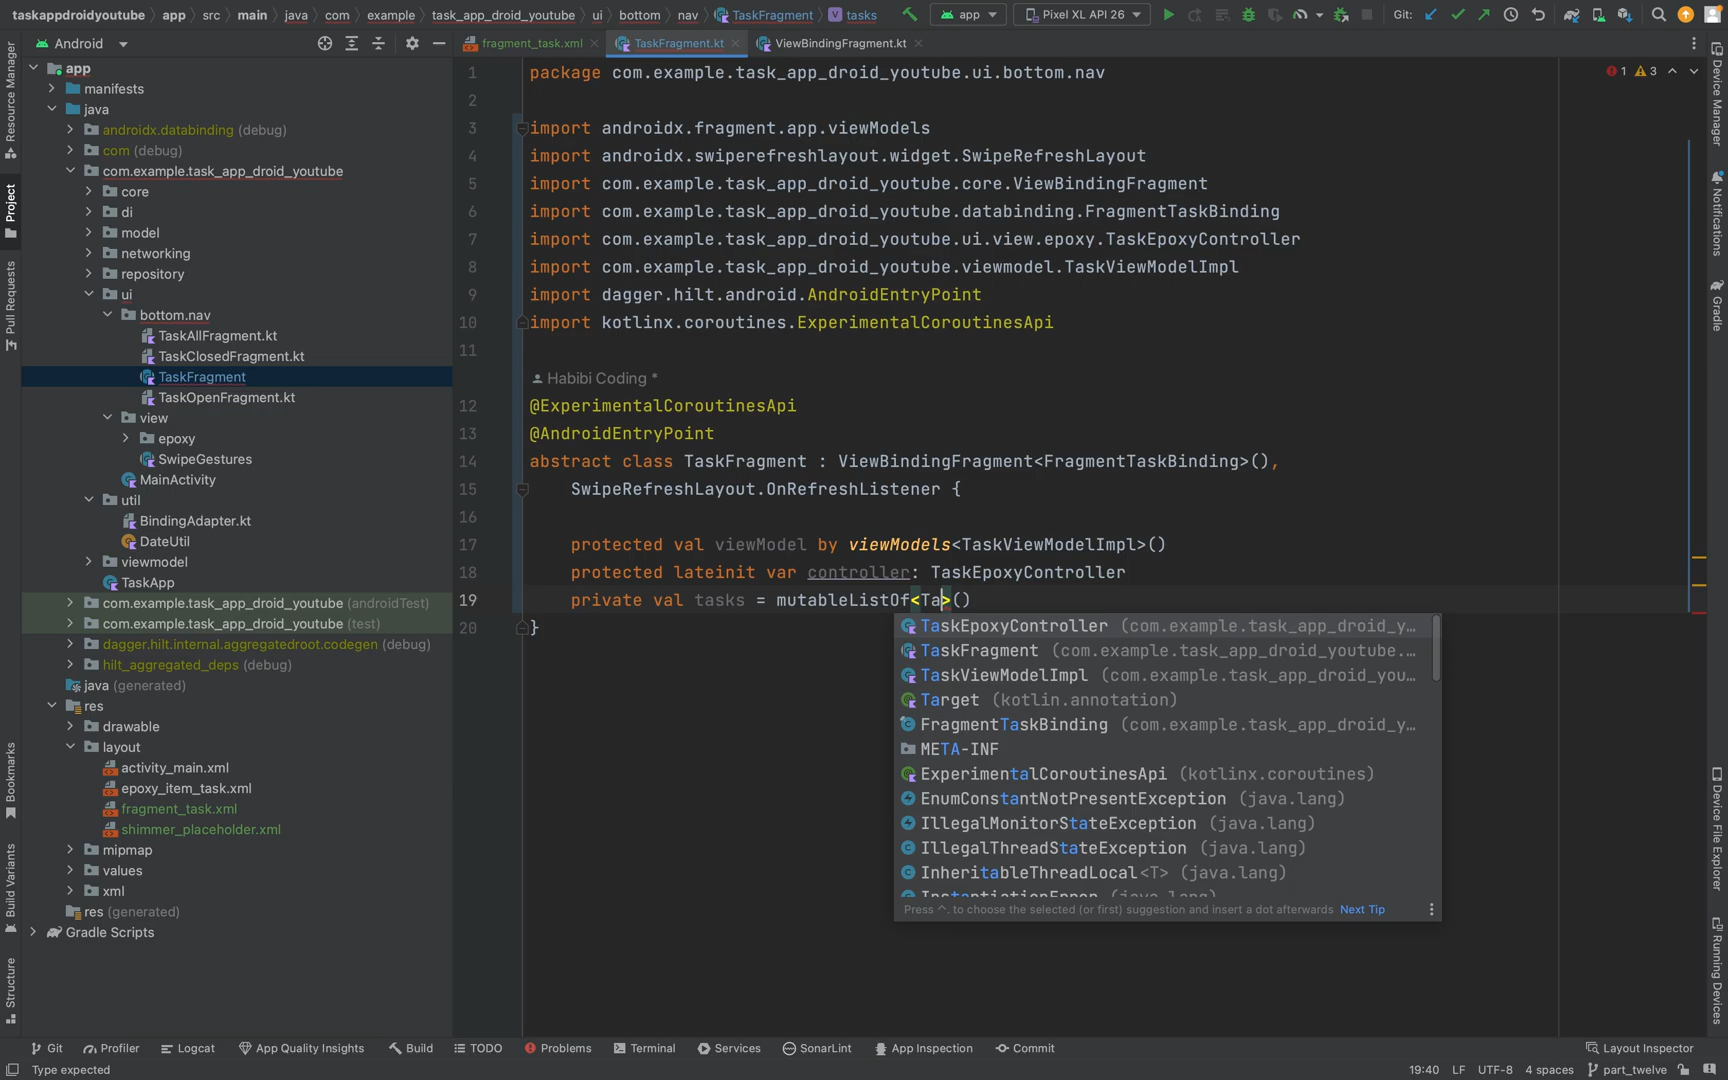 taskappdroidyoutube app src main java com example task_app_droid_youtube ui bottom nav TaskFragment tasks app Pixel XL API 26 Git:
Android
fragment_task.xml TaskFragment.kt ViewBindingFragment.kt
Resource Manager
Project
Pull Requests
Bookmarks
Build Variants
Structure
app
manifests
java
androidx.databinding (debug)
com (debug)
com.example.task_app_droid_youtube
core
di
model
networking
repository
ui
bottom.nav
TaskAllFragment.kt
TaskClosedFragment.kt
TaskFragment
TaskOpenFragment.kt
view
epoxy
SwipeGestures
MainActivity
util
BindingAdapter.kt
DateUtil
viewmodel
TaskApp
com.example.task_app_droid_youtube (androidTest)
com.example.task_app_droid_youtube (test)
dagger.hilt.internal.aggregatedroot.codegen (debug)
hilt_aggregated_deps (debug)
java (generated)
res
drawable
layout
activity_main.xml
epoxy_item_task.xml
fragment_task.xml
shimmer_placeholder.xml
mipmap
values
xml
res (generated)
Gradle Scripts
1 package com.example.task_app_droid_youtube.ui.bottom.nav
2
3 import androidx.fragment.app.viewModels
4 import androidx.swiperefreshlayout.widget.SwipeRefreshLayout
5 import com.example.task_app_droid_youtube.core.ViewBindingFragment
6 import com.example.task_app_droid_youtube.databinding.FragmentTaskBinding
7 import com.example.task_app_droid_youtube.ui.view.epoxy.TaskEpoxyController
8 import com.example.task_app_droid_youtube.viewmodel.TaskViewModelImpl
9 import dagger.hilt.android.AndroidEntryPoint
10 import kotlinx.coroutines.ExperimentalCoroutinesApi
11
Habibi Coding *
12 @ExperimentalCoroutinesApi
13 @AndroidEntryPoint
14 abstract class TaskFragment : ViewBindingFragment<FragmentTaskBinding>(),
15 SwipeRefreshLayout.OnRefreshListener {
16
17 protected val viewModel by viewModels<TaskViewModelImpl>()
18 protected lateinit var controller: TaskEpoxyController
19 private val tasks = mutableListOf<Ta>()
20 }
1 3
TaskEpoxyController (com.example.task_app_droid_y...
TaskFragment (com.example.task_app_droid_youtube....
TaskViewModelImpl (com.example.task_app_droid_you...
Target (kotlin.annotation)
FragmentTaskBinding (com.example.task_app_droid_y...
META-INF
ExperimentalCoroutinesApi (kotlinx.coroutines)
EnumConstantNotPresentException (java.lang)
IllegalMonitorStateException (java.lang)
IllegalThreadStateException (java.lang)
InheritableThreadLocal<T> (java.lang)
InstantiationError (java.lang)
Press ^. to choose the selected (or first) suggestion and insert a dot afterwards Next Tip
Device Manager
Notifications
Gradle
Device File Explorer
Running Devices
Git Profiler Logcat App Quality Insights Build TODO Problems Terminal Services SonarLint App Inspection Commit Layout Inspector
Type expected 19:40 LF UTF-8 4 spaces part_twelve